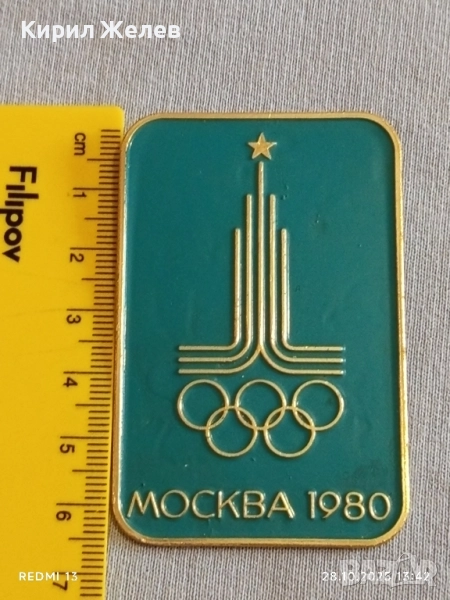 Кирил Желев
cm
1
2
3
4
5
6
7
Filipov
МОСКВА 1980
REDMI 13